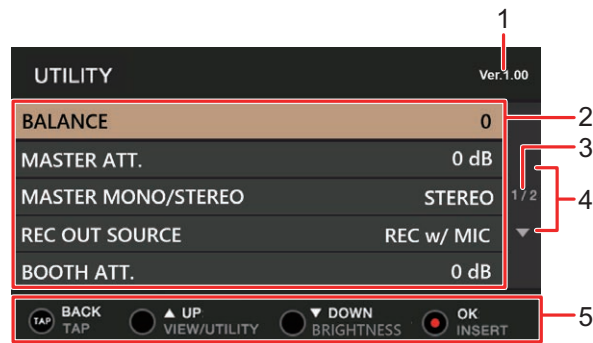 1
UTILITY Ver.1.00
BALANCE 0 2
3
MASTER ATT. 0 dB
MASTER MONO/STEREO STEREO 1/2 4
REC OUT SOURCE REC w/ MIC ▼
BOOTH ATT. 0 dB
TAP BACK ▲ UP ▼ DOWN OK 5
TAP VIEW/UTILITY BRIGHTNESS INSERT